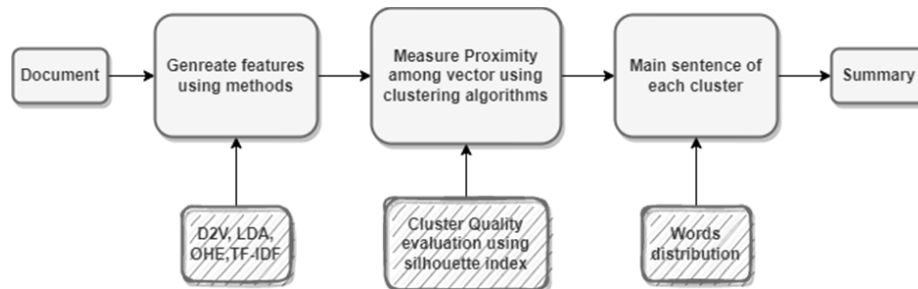 Document
Genreate features
using methods
Measure Proximity
among vector using
clustering algorithms
Main sentence of
each cluster
Summary
D2V, LDA,
OHE,TF-IDF
Cluster Quality
evaluation using
silhouette index
Words
distribution